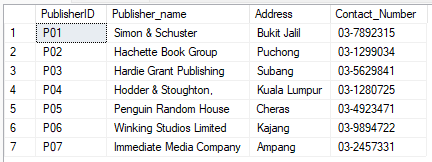 PublisherID Publisher_name Address Contact_Number
1 P01 Simon & Schuster Bukit Jalil 03-7892315
2 P02 Hachette Book Group Puchong 03-1299034
3 P03 Hardie Grant Publishing Subang 03-5629841
4 P04 Hodder & Stoughton, Kuala Lumpur 03-1280725
5 P05 Penguin Random House Cheras 03-4923471
6 P06 Winking Studios Limited Kajang 03-9894722
7 P07 Immediate Media Company Ampang 03-2457331